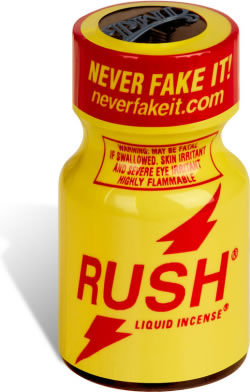 NEVER FAKE IT!
neverfakeit.com
WARNING: MAY BE FATAL
IF SWALLOWED. SKIN IRRITANT
AND SEVERE EYE IRRITANT
HIGHLY FLAMMABLE
RUSH®
LIQUID INCENSE®